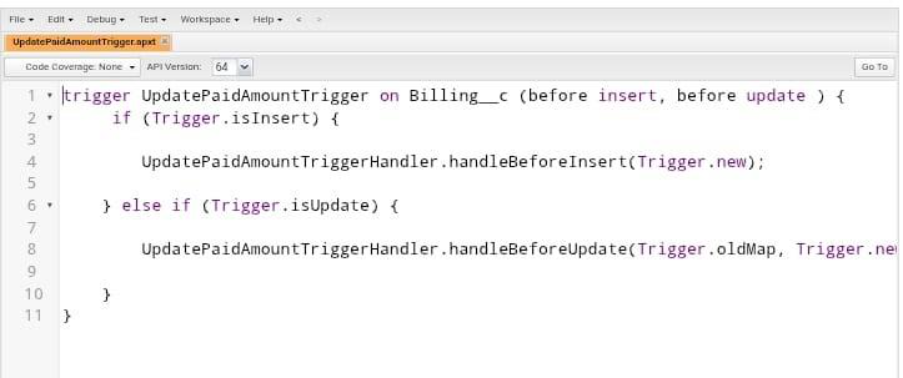 File Edit Debug Test Workspace Help < >
UpdatePaidAmountTrigger.apxt
Code Coverage: None API Version: 64 Go To
1 trigger UpdatePaidAmountTrigger on Billing__c (before insert, before update ) {
2 if (Trigger.isInsert) {
3
4 UpdatePaidAmountTriggerHandler.handleBeforeInsert(Trigger.new);
5
6 } else if (Trigger.isUpdate) {
7
8 UpdatePaidAmountTriggerHandler.handleBeforeUpdate(Trigger.oldMap, Trigger.ne
9
10 }
11 }